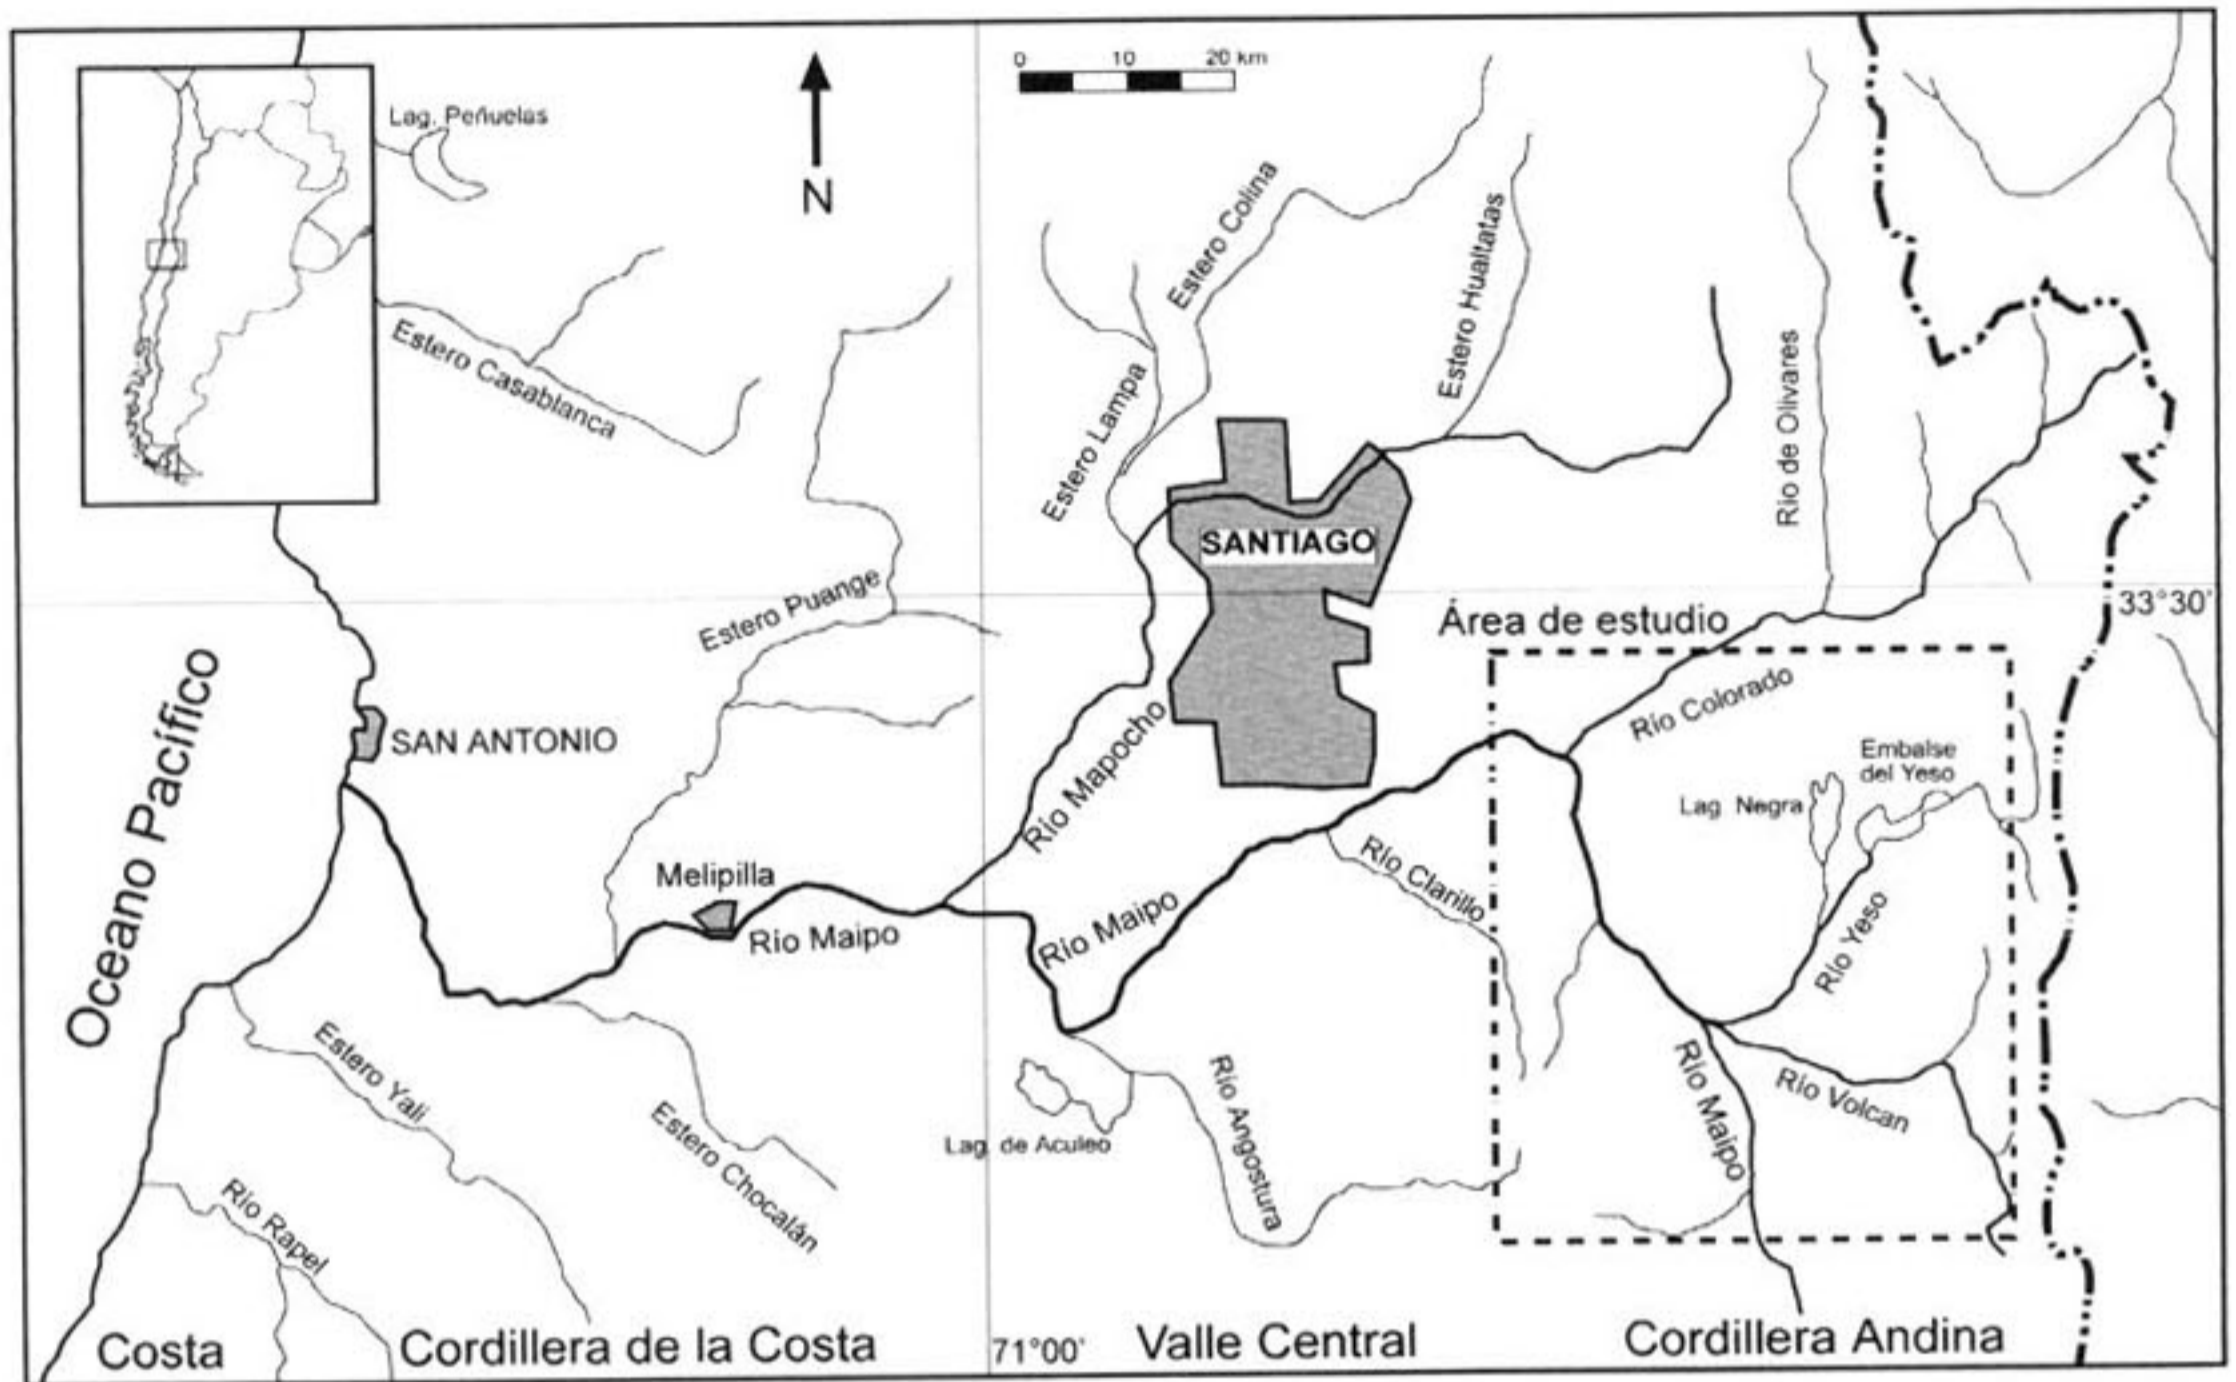 0 10 20 km
Lag. Peñuelas
N
Estero Colina
Estero Hualtatas
Estero Casablanca
Estero Lampa
Rio de Olivares
SANTIAGO
Estero Puange
33°30'
Área de estudio
Oceano Pacífico
SAN ANTONIO
Río Mapocho
Río Colorado
Embalse
del Yeso
Lag. Negra
Melipilla
Río Clarillo
Río Maipo
Río Maipo
Río Yeso
Estero Yali
Estero Chocalán
Lag. de Aculeo
Río Angostura
Río Maipo
Río Volcan
Río Rapel
Costa
Cordillera de la Costa
71°00'
Valle Central
Cordillera Andina